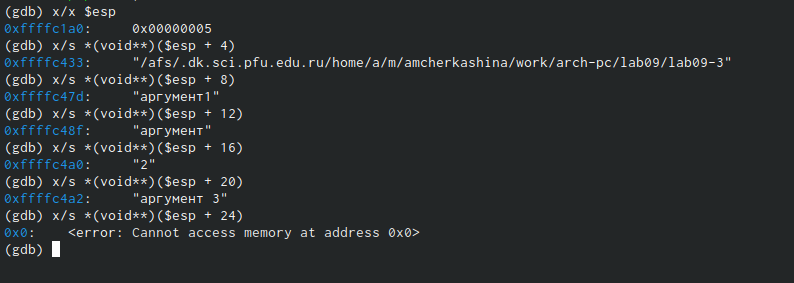 (gdb) x/x $esp
0xffffc1a0:     0x00000005
(gdb) x/s *(void**)($esp + 4)
0xffffc433:     "/afs/.dk.sci.pfu.edu.ru/home/a/m/amcherkashina/work/arch-pc/lab09/lab09-3"
(gdb) x/s *(void**)($esp + 8)
0xffffc47d:     "аргумент1"
(gdb) x/s *(void**)($esp + 12)
0xffffc48f:     "аргумент"
(gdb) x/s *(void**)($esp + 16)
0xffffc4a0:     "2"
(gdb) x/s *(void**)($esp + 20)
0xffffc4a2:     "аргумент 3"
(gdb) x/s *(void**)($esp + 24)
0x0:    <error: Cannot access memory at address 0x0>
(gdb)